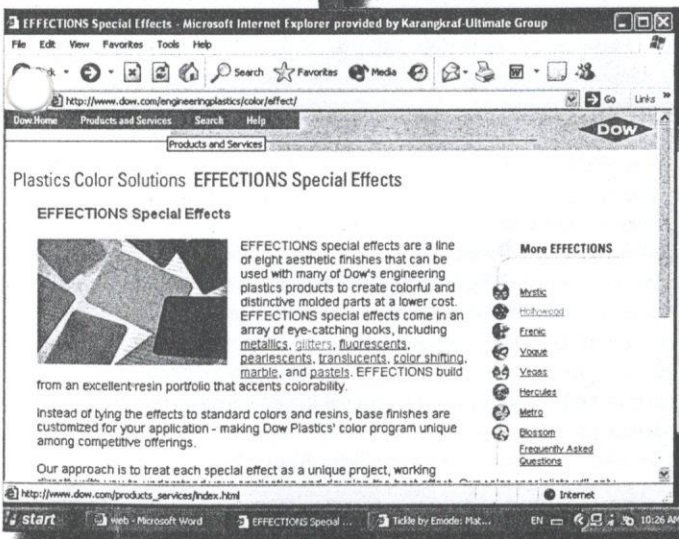 EFFECTIONS Special Effects - Microsoft Internet Explorer provided by Karangkraf-Ultimate Group
File Edit View Favorites Tools Help
Search Favorites Media
http://www.dow.com/engineeringplastics/color/effect/ Go Links »
Dow Home Products and Services Search Help
DOW
Products and Services
Plastics Color Solutions EFFECTIONS Special Effects
EFFECTIONS Special Effects
EFFECTIONS special effects are a line
of eight aesthetic finishes that can be
used with many of Dow's engineering
plastics products to create colorful and
distinctive molded parts at a lower cost.
EFFECTIONS special effects come in an
array of eye-catching looks, including
metallics, glitters, fluorescents,
pearlescents, translucents, color shifting,
marble, and pastels. EFFECTIONS build
from an excellent resin portfolio that accents colorability.
Instead of tying the effects to standard colors and resins, base finishes are
customized for your application - making Dow Plastics' color program unique
among competitive offerings.
Our approach is to treat each special effect as a unique project, working
More EFFECTIONS
Mystic
Hollywood
Frenic
Vogue
Vegas
Hercules
Metro
Blossom
Frequently Asked
Questions
http://www.dow.com/products_services/index.html Internet
start web - Microsoft Word EFFECTIONS Special ... Tickle by Emode: Mat... EN 10:26 AM